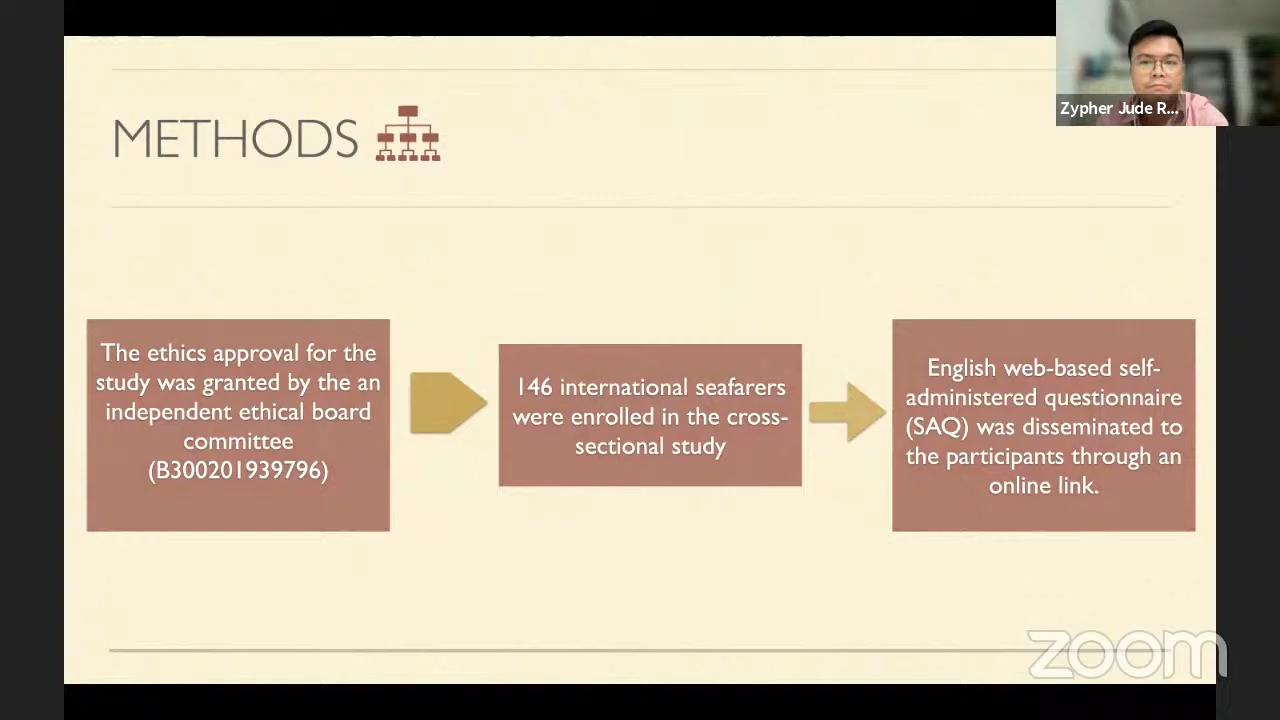 Zypher Jude R...
METHODS
The ethics approval for the
study was granted by the an
independent ethical board
committee
(B300201939796)
146 international seafarers
were enrolled in the cross-
sectional study
English web-based self-
administered questionnaire
(SAQ) was disseminated to
the participants through an
online link.
zoom